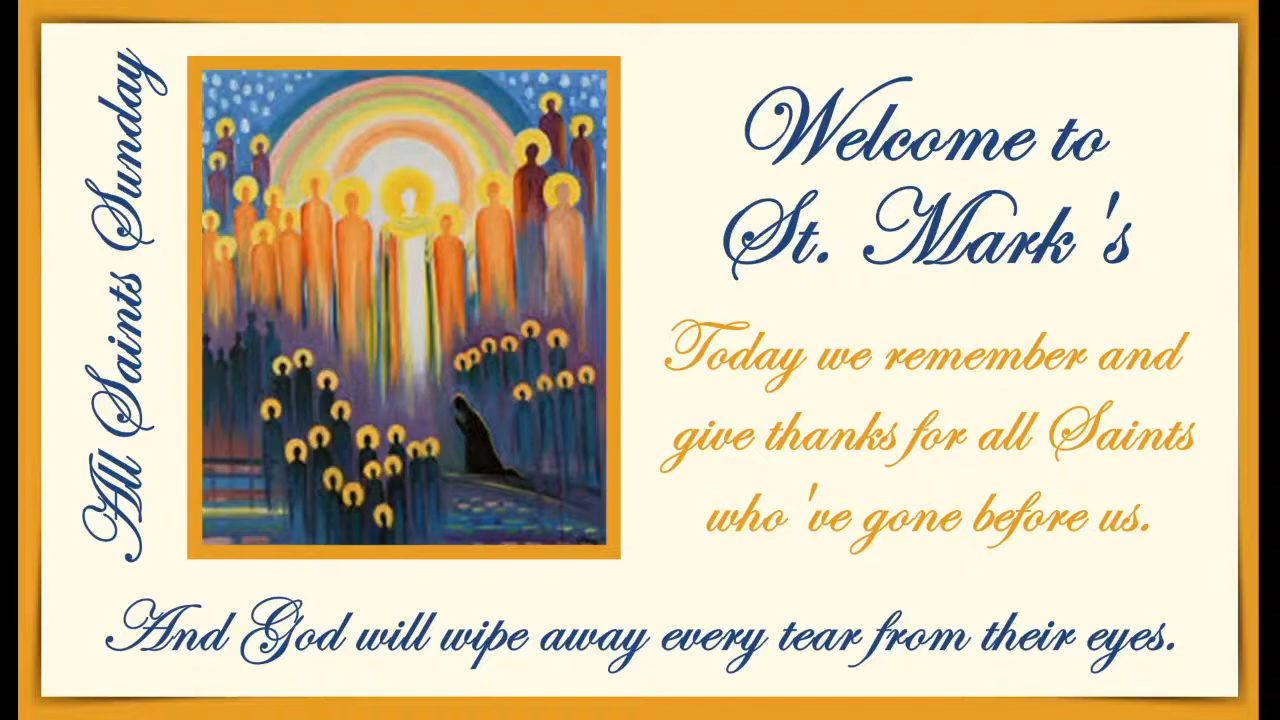 All Saints Sunday
Welcome to
St. Mark's
Today we remember and
give thanks for all Saints
who've gone before us.
And God will wipe away every tear from their eyes.